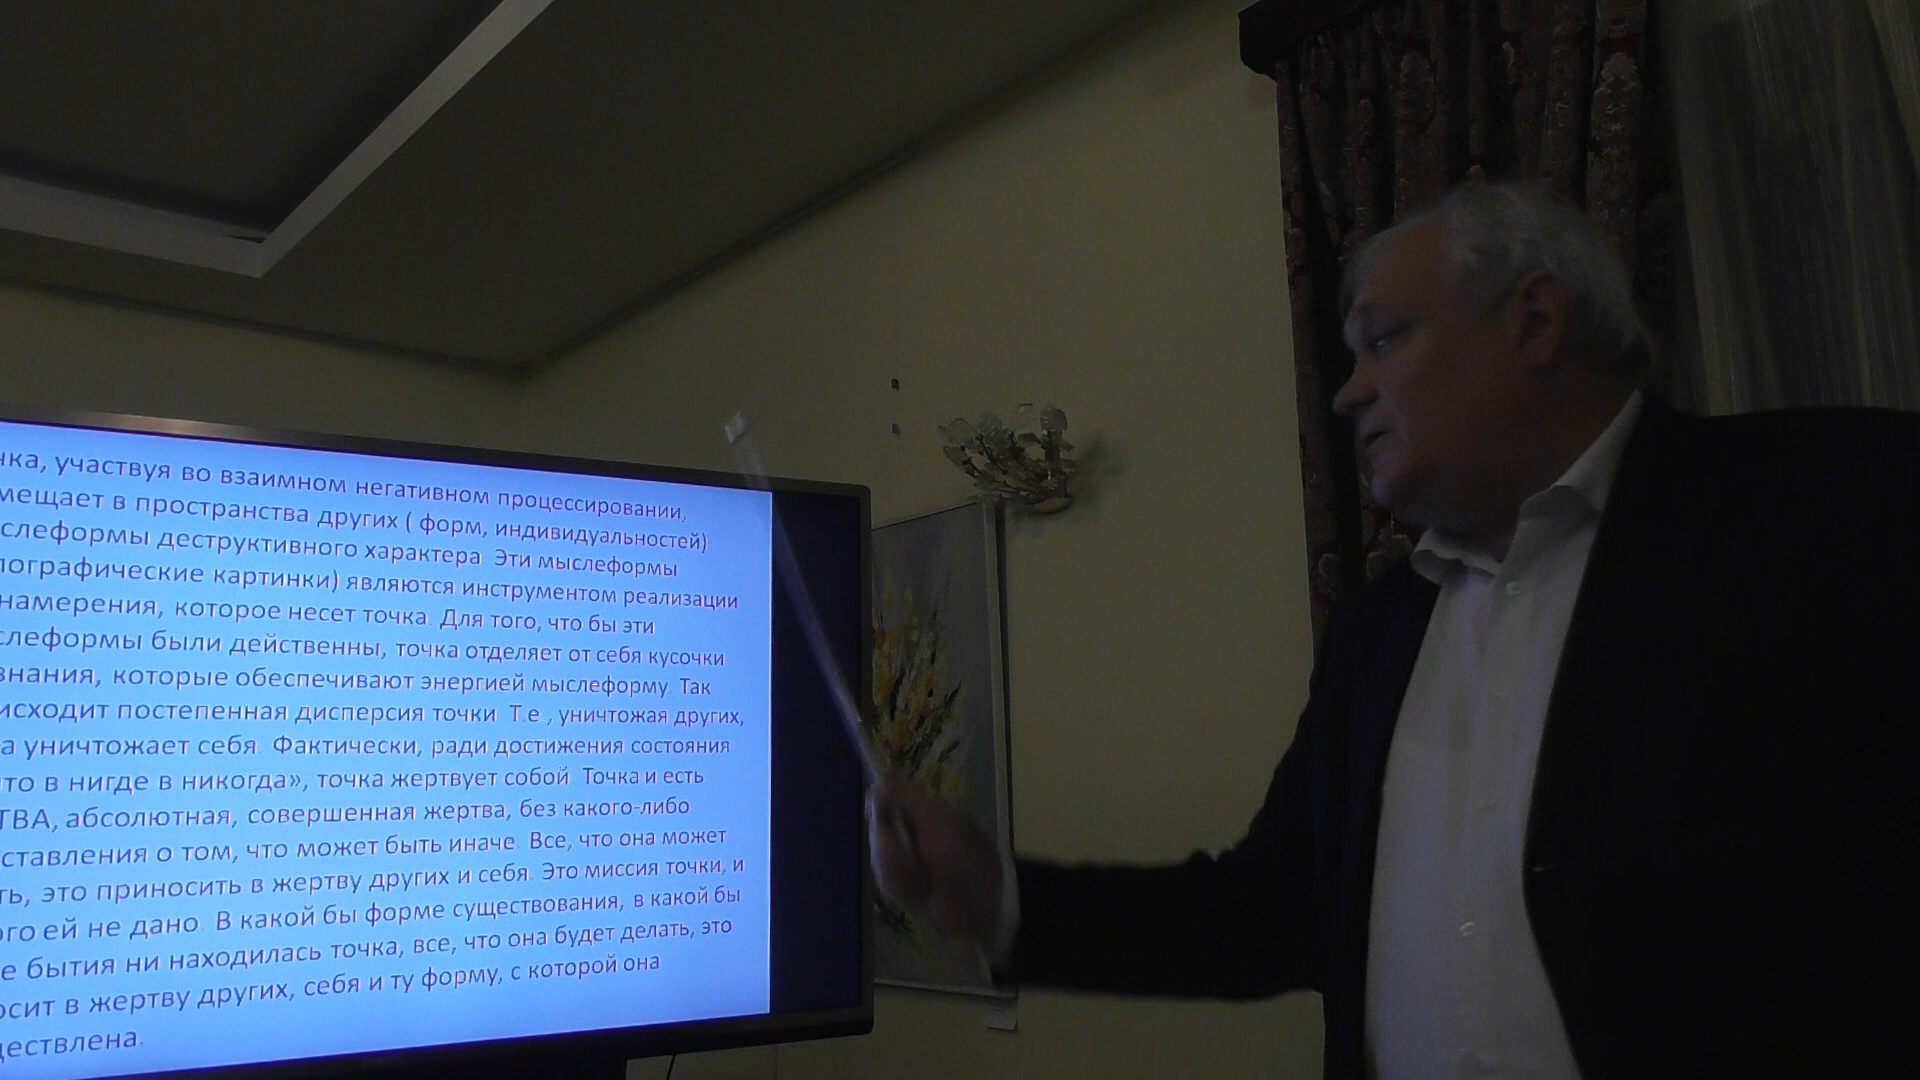 чка, участвуя во взаимном негативном процессировании,
мещает в пространства других ( форм, индивидуальностей)
слеформы деструктивного характера. Эти мыслеформы
лографические картинки) являются инструментом реализации
намерения, которое несет точка. Для того, что бы эти
слеформы были действенны, точка отделяет от себя кусочки
знания, которые обеспечивают энергией мыслеформу. Так
исходит постепенная дисперсия точки. Т.е., уничтожая других,
а уничтожает себя. Фактически, ради достижения состояния
то в нигде в никогда», точка жертвует собой. Точка и есть
ТВА, абсолютная, совершенная жертва, без какого-либо
ставления о том, что может быть иначе. Все, что она может
ть, это приносить в жертву других и себя. Это миссия точки, и
ого ей не дано. В какой бы форме существования, в какой бы
е бытия ни находилась точка, все, что она будет делать, это
осит в жертву других, себя и ту форму, с которой она
ествлена.